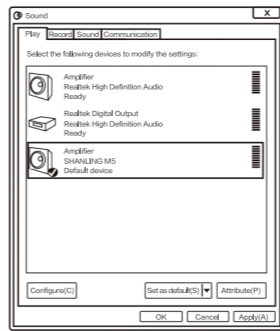 Sound
X
Play Record Sound Communication
Select the following devices to modify the settings:
Amplifier
Realtek High Definition Audio
Ready
Realtek Digital Output
Realtek High Definition Audio
Ready
Amplifier
SHANLING M5
Default device
Configure(C) Set as default(S) Attribute(P)
OK Cancel Apply(A)